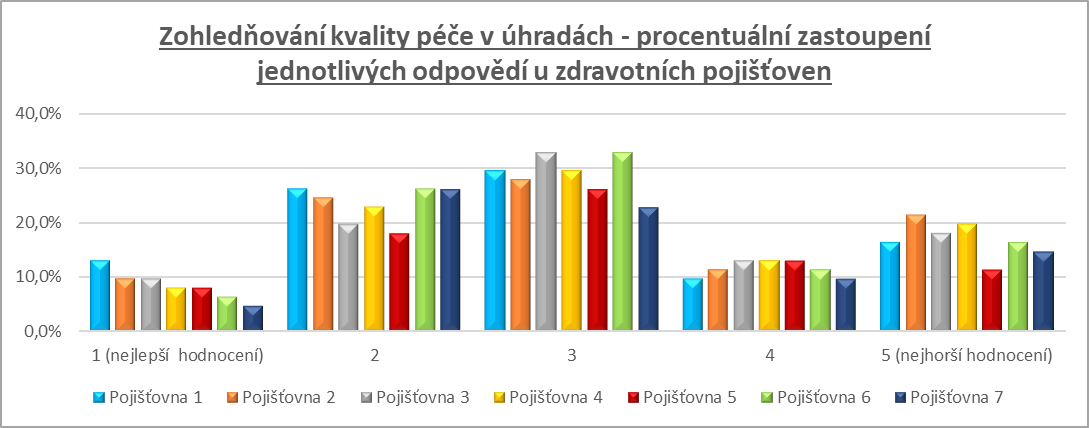 Zohledňování kvality péče v úhradách - procentuální zastoupení
jednotlivých odpovědí u zdravotních pojišťoven
40,0%
30,0%
20,0%
10,0%
0,0%
1 (nejlepší  hodnocení)
2
3
4
5 (nejhorší hodnocení)
Pojišťovna 1
Pojišťovna 2
Pojišťovna 3
Pojišťovna 4
Pojišťovna 5
Pojišťovna 6
Pojišťovna 7